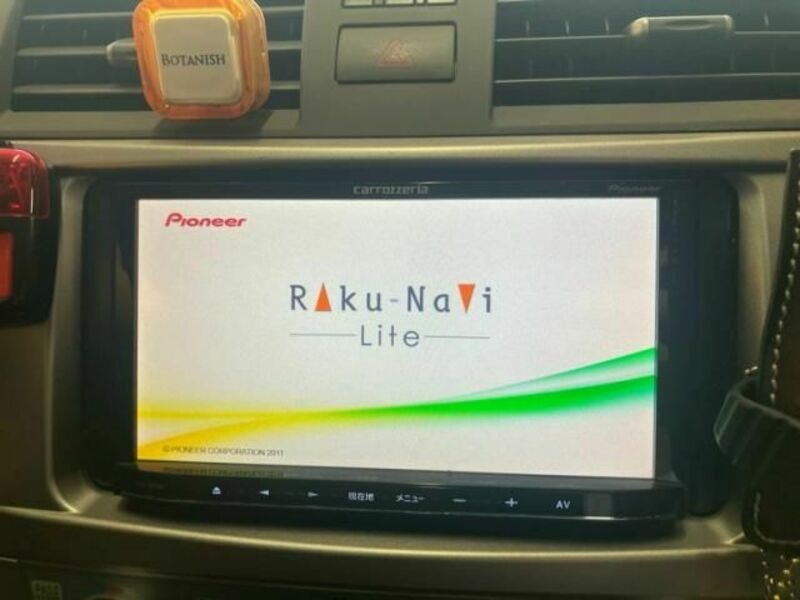 BOTANISH
carrozzeria
Pioneer
Pioneer
Raku-Navi
Lite
© PIONEER CORPORATION 2011
現在地
メニュー
AV